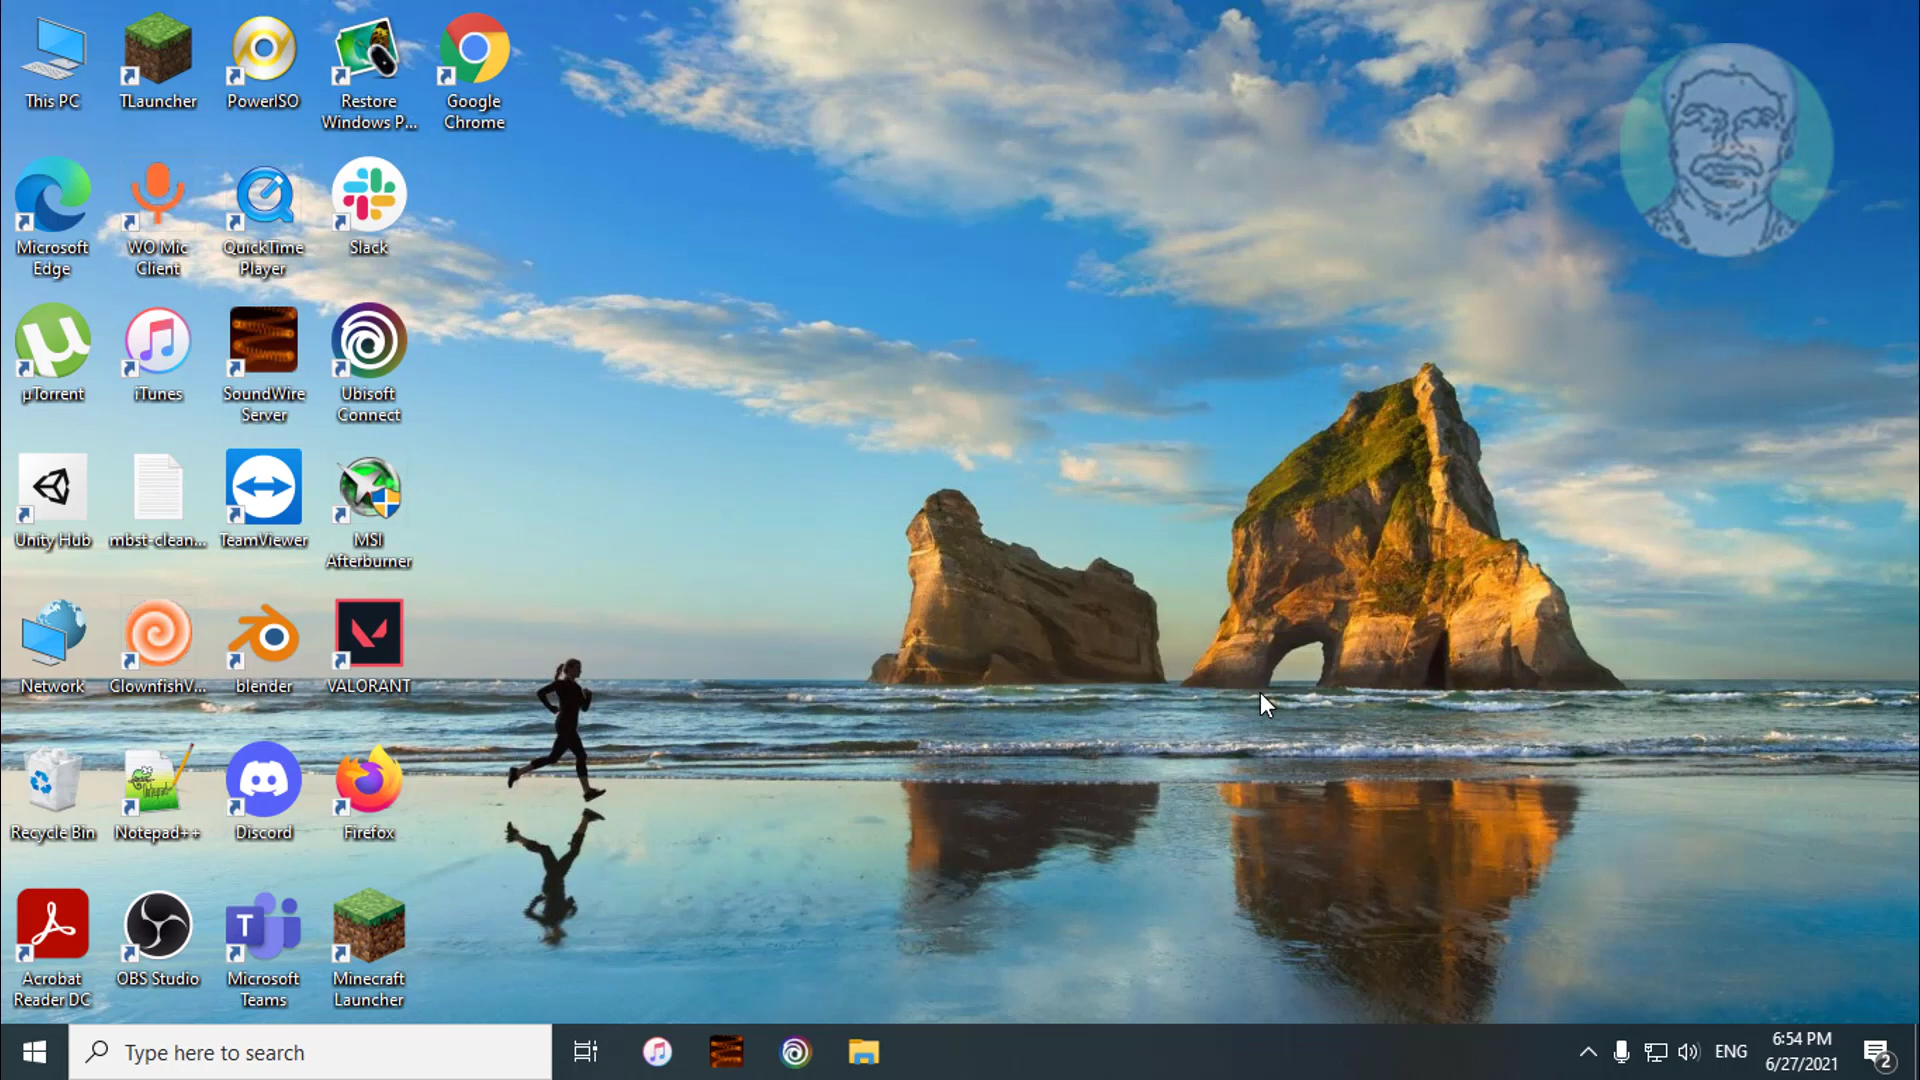 This PC
TLauncher
PowerISO
Restore
Windows P...
Google
Chrome
Microsoft
Edge
WO Mic
Client
QuickTime
Player
Slack
µTorrent
iTunes
SoundWire
Server
Ubisoft
Connect
Unity Hub
mbst-clean...
TeamViewer
MSI
Afterburner
Network
ClownfishV...
blender
VALORANT
Recycle Bin
Notepad++
Discord
Firefox
Acrobat
Reader DC
OBS Studio
Microsoft
Teams
Minecraft
Launcher
Type here to search
ENG
6:54 PM
6/27/2021
2